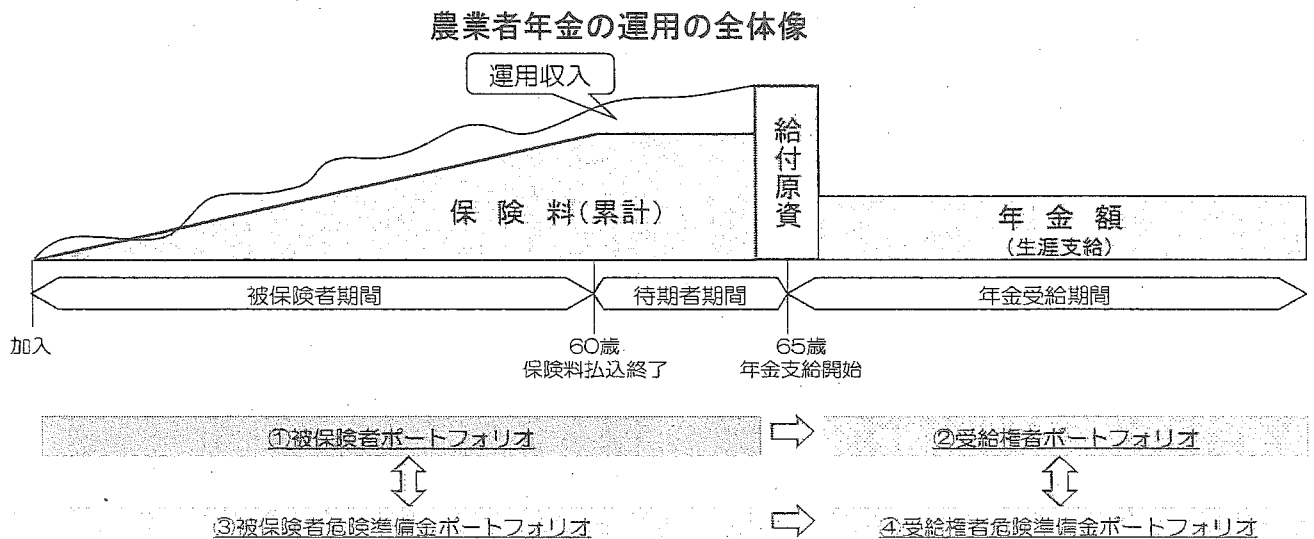 農業者年金の運用の全体像
運用収入
給付原資
保険料(累計)
年金額
(生涯支給)
被保険者期間
待期者期間
年金受給期間
加入
60歳
保険料払込終了
65歳
年金支給開始
①被保険者ポートフォリオ
②受給権者ポートフォリオ
③被保険者危険準備金ポートフォリオ
④受給権者危険準備金ポートフォリオ